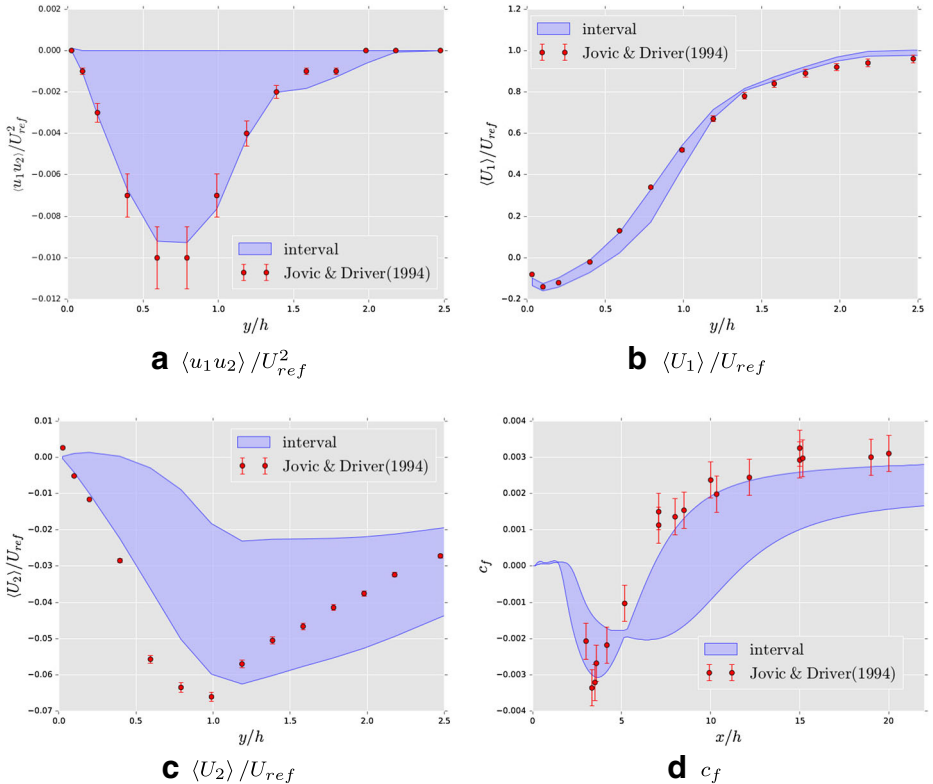 0.002
0.000
−0.002
−0.004
−0.006
−0.008
−0.010
−0.012
⟨u₁u₂⟩/U²ref
interval
Jovic & Driver(1994)
0.0 0.5 1.0 1.5 2.0 2.5
y/h
a ⟨u₁u₂⟩/U²ref
1.2
1.0
0.8
0.6
0.4
0.2
0.0
−0.2
⟨U₁⟩/Uref
interval
Jovic & Driver(1994)
0.0 0.5 1.0 1.5 2.0 2.5
y/h
b ⟨U₁⟩/Uref
0.01
0.00
−0.01
−0.02
−0.03
−0.04
−0.05
−0.06
−0.07
⟨U₂⟩/Uref
interval
Jovic & Driver(1994)
0.0 0.5 1.0 1.5 2.0 2.5
y/h
c ⟨U₂⟩/Uref
0.004
0.003
0.002
0.001
0.000
−0.001
−0.002
−0.003
−0.004
cf
interval
Jovic & Driver(1994)
0 5 10 15 20
x/h
d cf